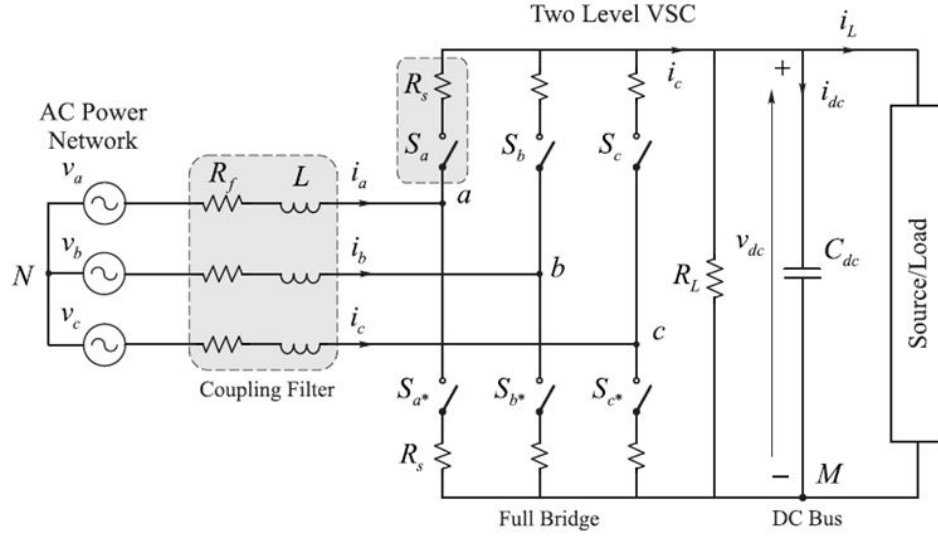 Two Level VSC
AC Power
Network
v_a
R_f
L
i_a
a
v_b
N
i_b
b
v_c
i_c
c
Coupling Filter
R_s
S_a
S_b
S_c
i_c
S_a*
S_b*
S_c*
R_s
Full Bridge
R_L
+
v_dc
−
i_dc
C_dc
i_L
M
DC Bus
Source/Load